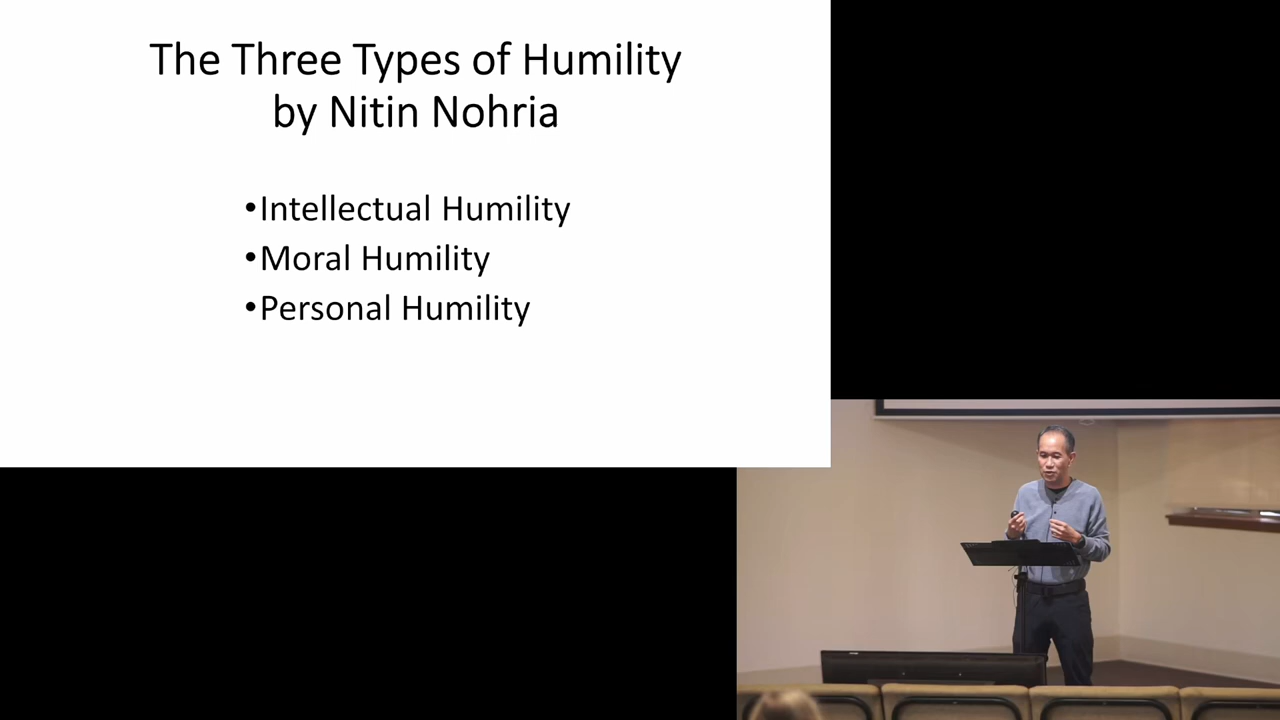 The Three Types of Humility
by Nitin Nohria
•Intellectual Humility
•Moral Humility
•Personal Humility